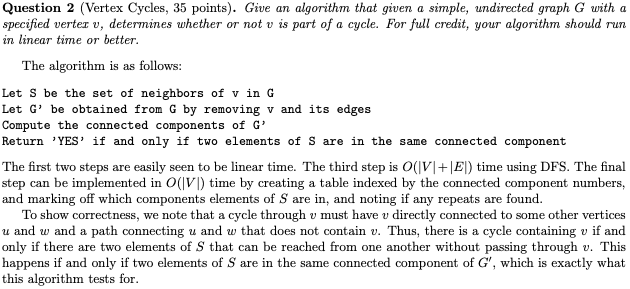 Question 2 (Vertex Cycles, 35 points). Give an algorithm that given a simple, undirected graph G with a
specified vertex v, determines whether or not v is part of a cycle. For full credit, your algorithm should run
in linear time or better.
The algorithm is as follows:
Let S be the set of neighbors of v in G
Let G' be obtained from G by removing v and its edges
Compute the connected components of G'
Return 'YES' if and only if two elements of S are in the same connected component
The first two steps are easily seen to be linear time. The third step is O(|V|+|E|) time using DFS. The final
step can be implemented in O(|V|) time by creating a table indexed by the connected component numbers,
and marking off which components elements of S are in, and noting if any repeats are found.
To show correctness, we note that a cycle through v must have v directly connected to some other vertices
u and w and a path connecting u and w that does not contain v. Thus, there is a cycle containing v if and
only if there are two elements of S that can be reached from one another without passing through v. This
happens if and only if two elements of S are in the same connected component of G′, which is exactly what
this algorithm tests for.